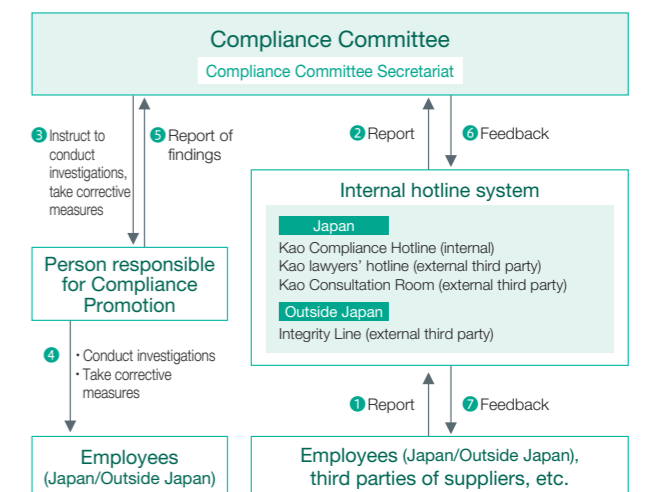 Compliance Committee
Compliance Committee Secretariat
3 Instruct to
conduct
investigations,
take corrective
measures
5 Report of
findings
2 Report
6 Feedback
Internal hotline system
Japan
Kao Compliance Hotline (internal)
Kao lawyers’ hotline (external third party)
Kao Consultation Room (external third party)
Outside Japan
Integrity Line (external third party)
Person responsible
for Compliance
Promotion
4 ・Conduct investigations
・Take corrective
measures
1 Report
7 Feedback
Employees
(Japan/Outside Japan)
Employees (Japan/Outside Japan),
third parties of suppliers, etc.